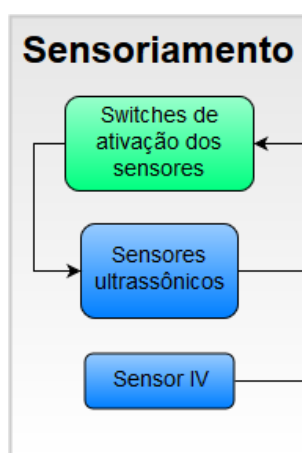 Sensoriamento
Switches de
ativação dos
sensores
Sensores
ultrassônicos
Sensor IV